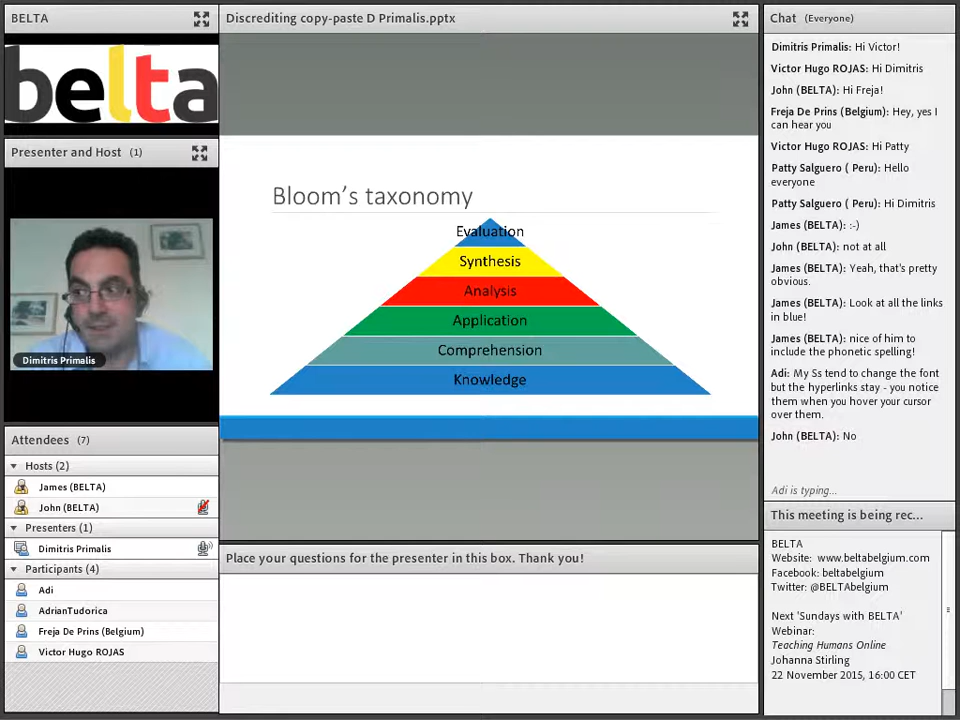 BELTA
belta
Presenter and Host (1)
Dimitris Primalis
Attendees (7)
Hosts (2)
James (BELTA)
John (BELTA)
Presenters (1)
Dimitris Primalis
Participants (4)
Adi
AdrianTudorica
Freja De Prins (Belgium)
Victor Hugo ROJAS
Discrediting copy-paste D Primalis.pptx
Bloom's taxonomy
Evaluation
Synthesis
Analysis
Application
Comprehension
Knowledge
Place your questions for the presenter in this box. Thank you!
Chat (Everyone)
Dimitris Primalis: Hi Victor!
Victor Hugo ROJAS: Hi Dimitris
John (BELTA): Hi Freja!
Freja De Prins (Belgium): Hey, yes I
can hear you
Victor Hugo ROJAS: Hi Patty
Patty Salguero ( Peru): Hello
everyone
Patty Salguero ( Peru): Hi Dimitris
James (BELTA): :-)
John (BELTA): not at all
James (BELTA): Yeah, that's pretty
obvious.
James (BELTA): Look at all the links
in blue!
James (BELTA): nice of him to
include the phonetic spelling!
Adi: My Ss tend to change the font
but the hyperlinks stay - you notice
them when you hover your cursor
over them.
John (BELTA): No
Adi is typing...
This meeting is being rec...
BELTA
Website: www.beltabelgium.com
Facebook: beltabelgium
Twitter: @BELTAbelgium
Next 'Sundays with BELTA'
Webinar:
Teaching Humans Online
Johanna Stirling
22 November 2015, 16:00 CET